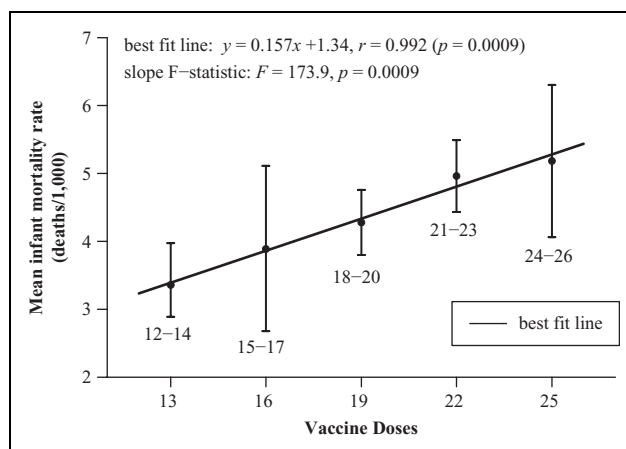 best fit line: y = 0.157x +1.34, r = 0.992 (p = 0.0009)
slope F−statistic: F = 173.9, p = 0.0009
Mean infant mortality rate
(deaths/1,000)
7
6
5
4
3
2
12−14
15−17
18−20
21−23
24−26
best fit line
13 16 19 22 25
Vaccine Doses